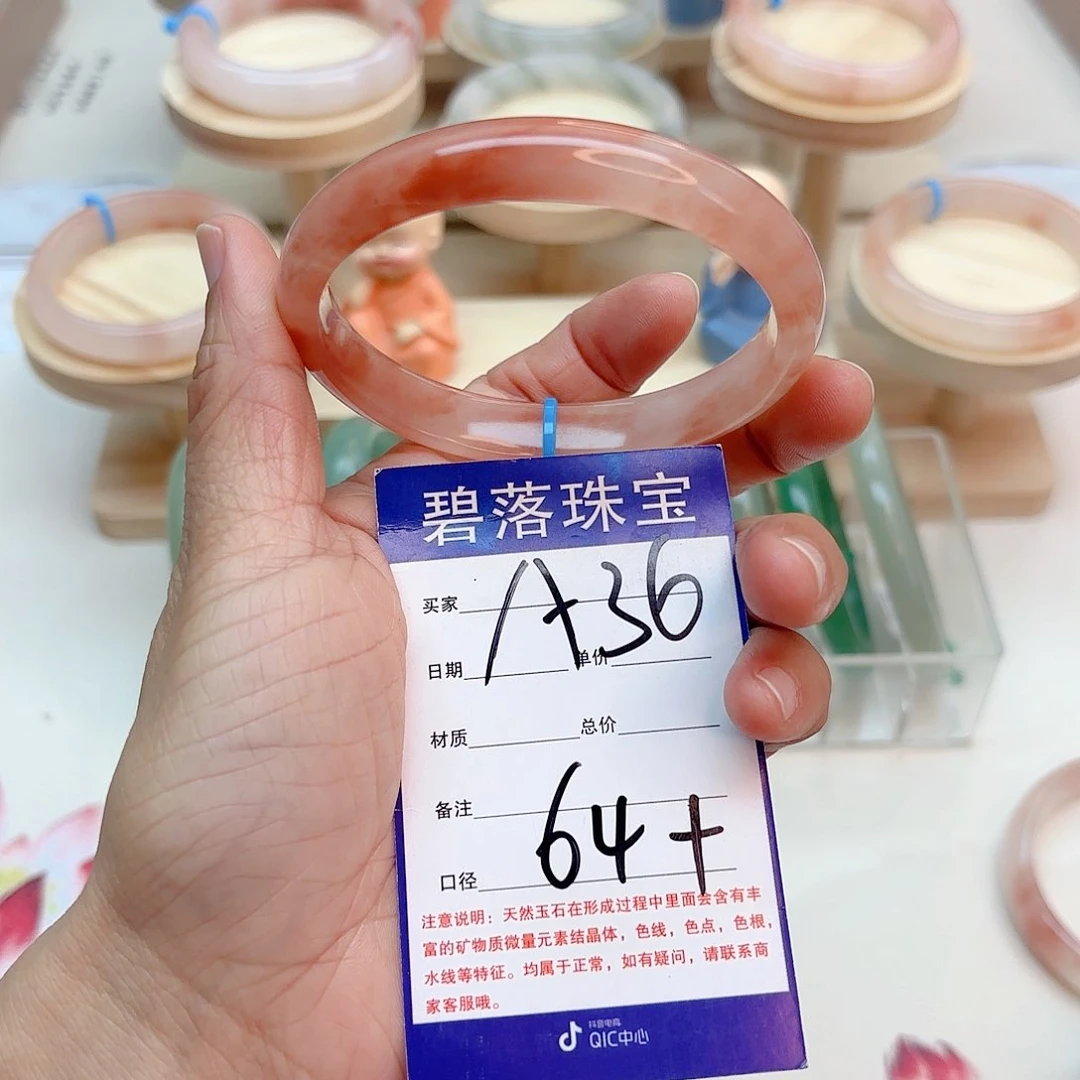 碧落珠宝
买家 A36
日期 单价
材质 总价
备注
口径 64+
注意说明：天然玉石在形成过程中里面会含有丰
富的矿物质微量元素结晶体，色线，色点，色根，
水线等特征。均属于正常，如有疑问，请联系商
家客服哦。
抖音电商
QIC中心